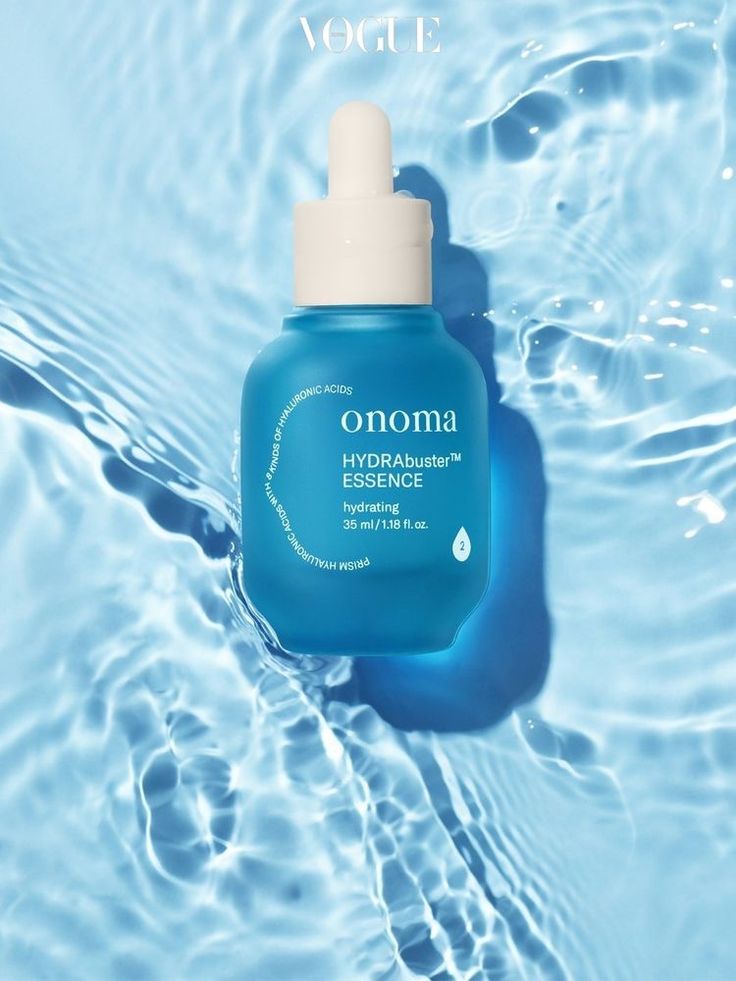 VOGUE
onoma
HYDRAbuster™
ESSENCE
hydrating
35 ml/1.18 fl.oz.
2
PRISM HYALURONIC ACIDS WITH 8 KINDS OF HYALURONIC ACIDS